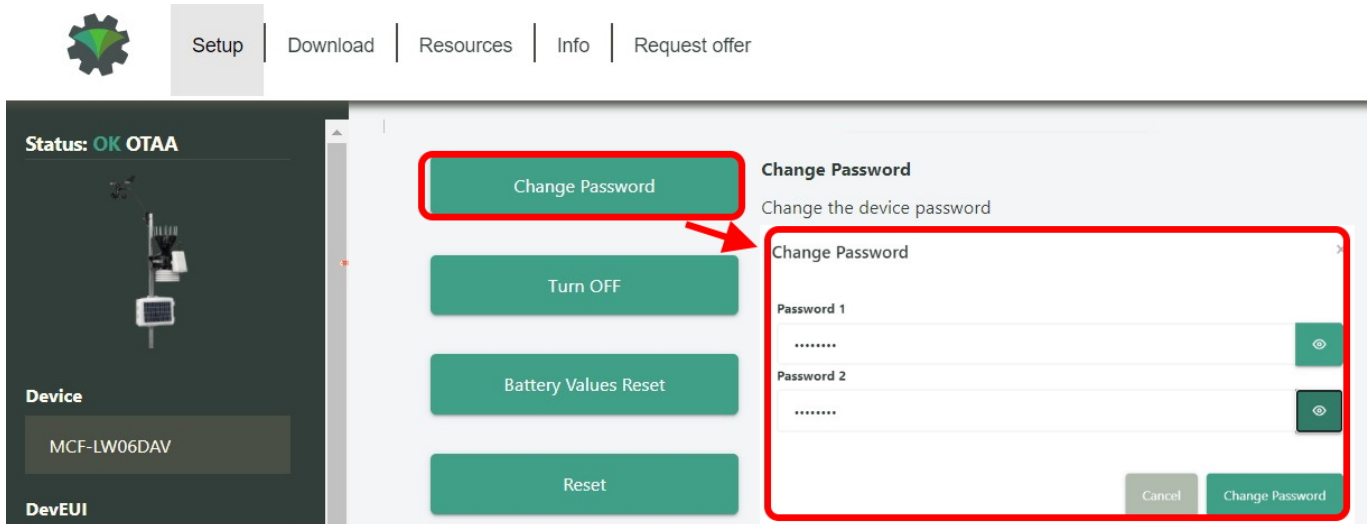 Setup
Download
Resources
Info
Request offer
Status: OK OTAA
Device
MCF-LW06DAV
DevEUI
Change Password
Turn OFF
Battery Values Reset
Reset
Change Password
Change the device password
Change Password
Password 1
••••••••
Password 2
••••••••
Cancel
Change Password